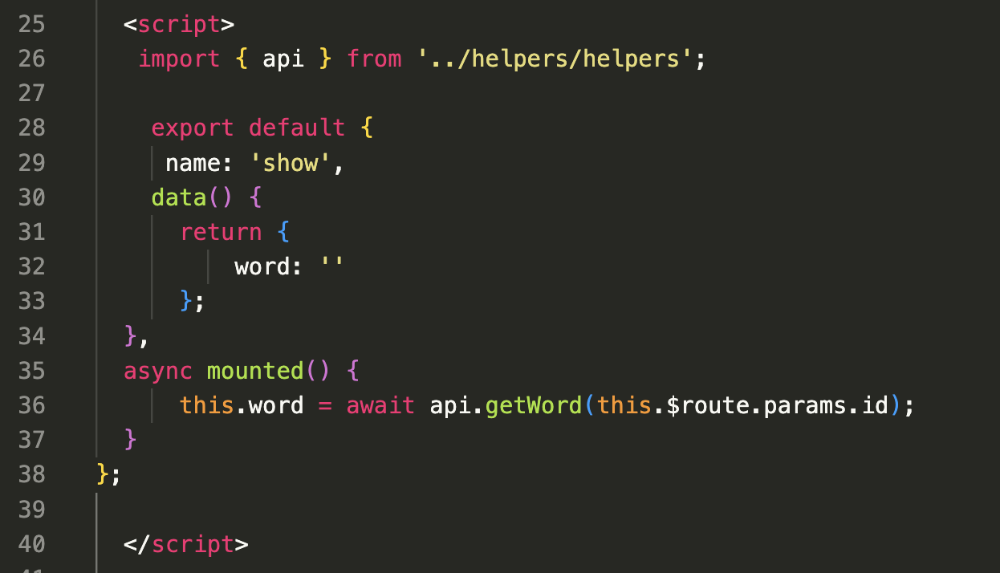 25 <script>
26 import { api } from '../helpers/helpers';
27
28 export default {
29 name: 'show',
30 data() {
31 return {
32 word: ''
33 };
34 },
35 async mounted() {
36 this.word = await api.getWord(this.$route.params.id);
37 }
38 };
39
40 </script>